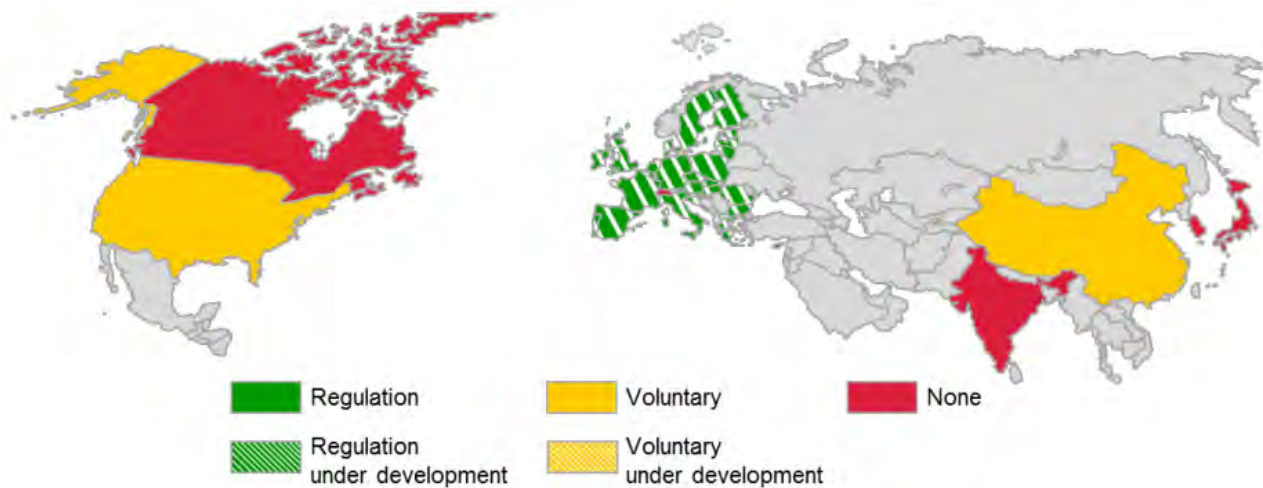 Regulation
Voluntary
None
Regulation
under development
Voluntary
under development